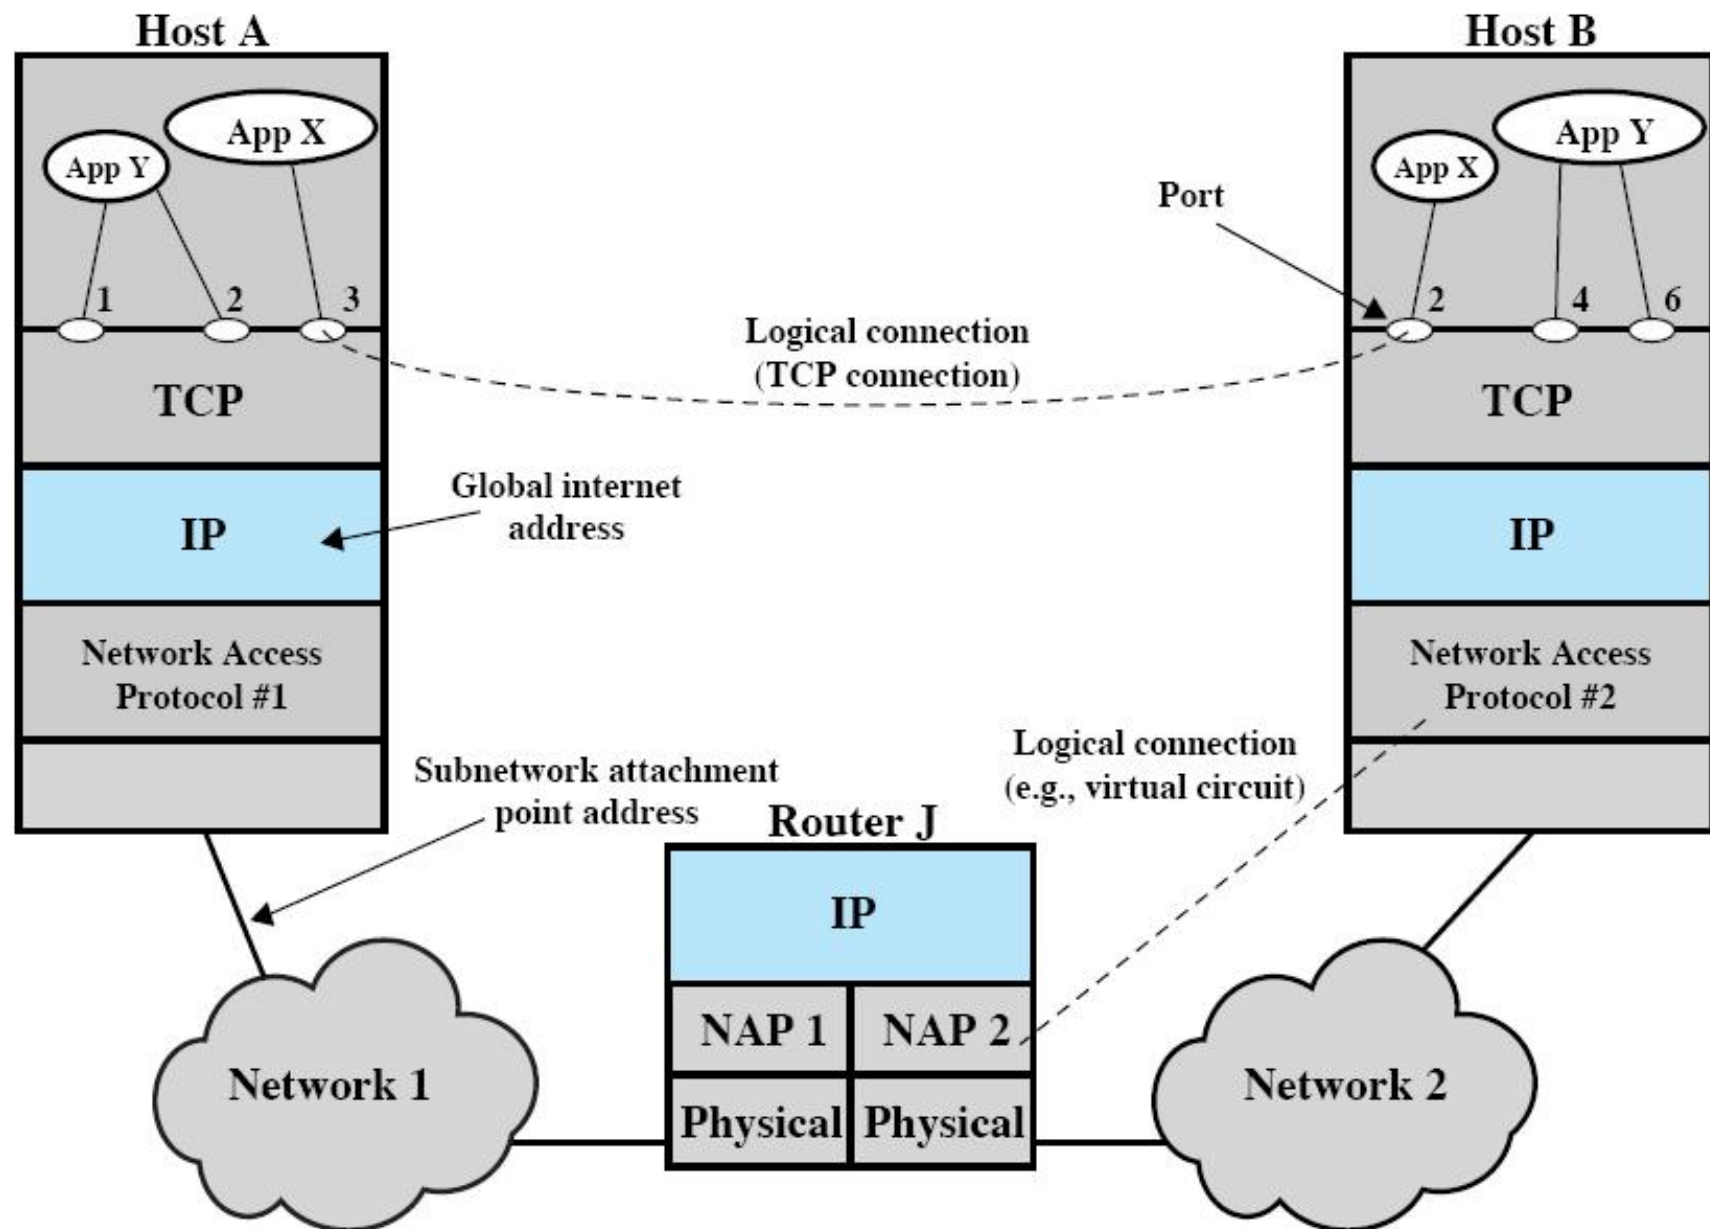 Host A
Host B
App X
App Y
App Y
App X
Port
1
2
3
2
4
6
Logical connection
(TCP connection)
TCP
TCP
Global internet
address
IP
IP
Network Access
Protocol #1
Network Access
Protocol #2
Logical connection
(e.g., virtual circuit)
Subnetwork attachment
point address
Router J
IP
NAP 1
NAP 2
Network 1
Network 2
Physical
Physical